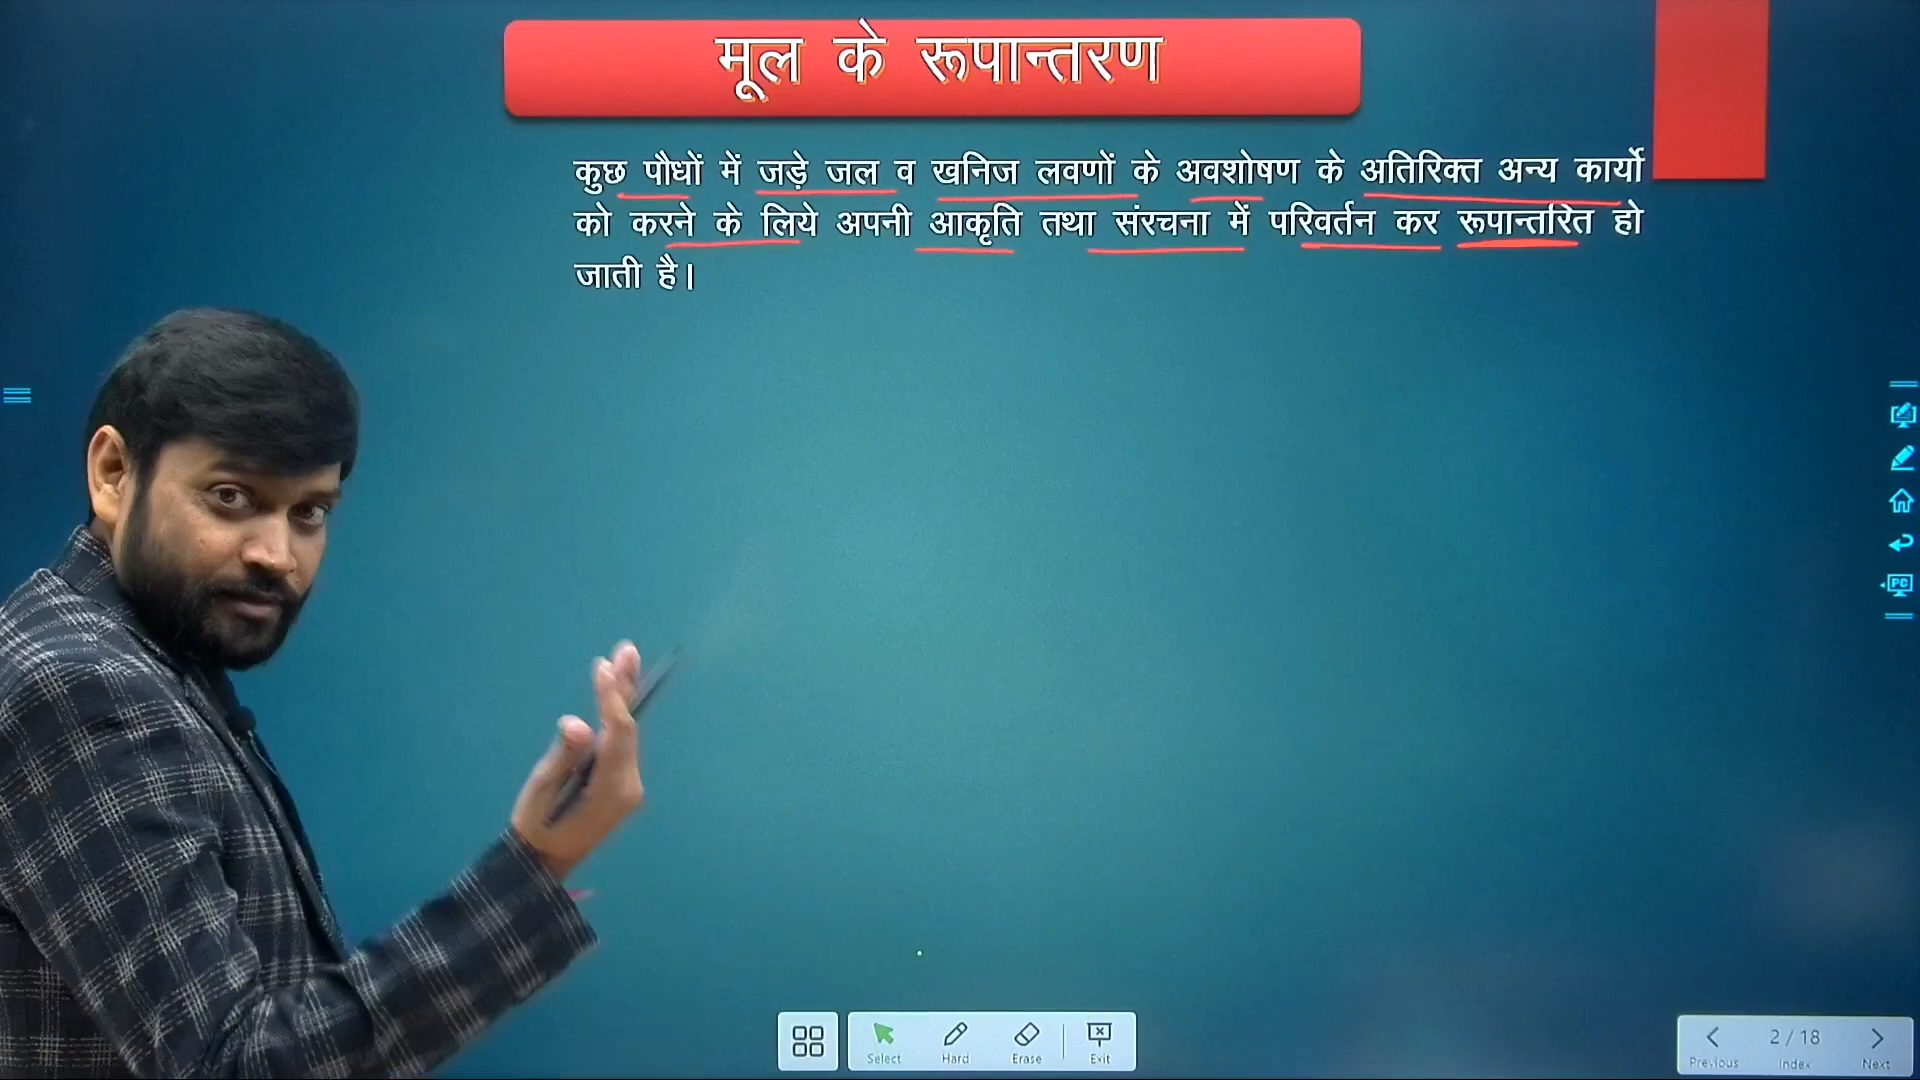 मूल के रूपान्तरण
कुछ पौधों में जड़े जल व खनिज लवणों के अवशोषण के अतिरिक्त अन्य कार्यो
को करने के लिये अपनी आकृति तथा संरचना में परिवर्तन कर रूपान्तरित हो
जाती है।
PC
Select Hard Erase Exit
2 / 18
Previous Index Next